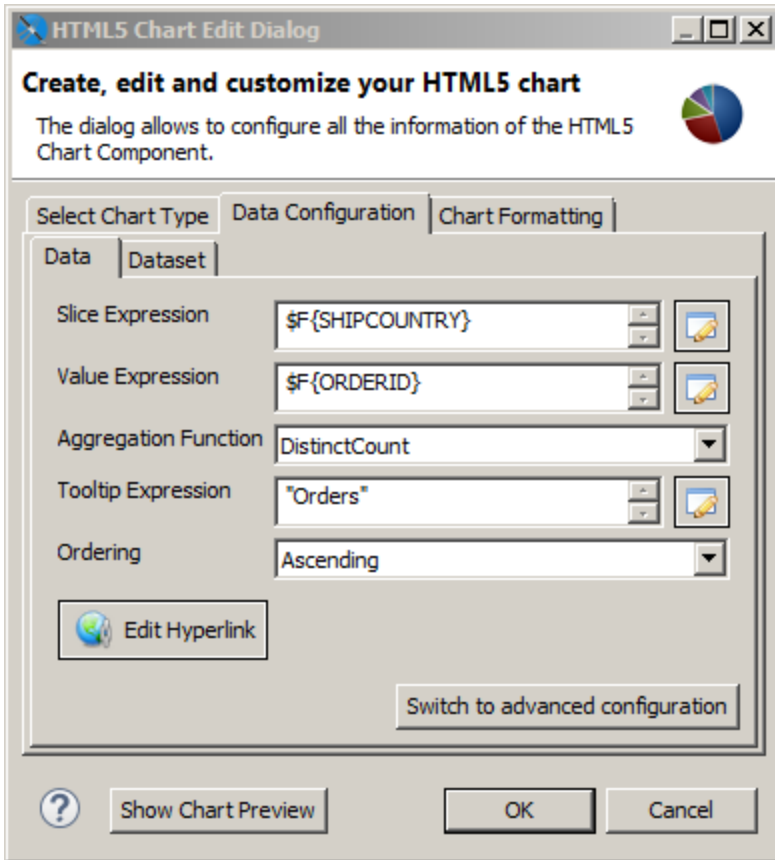 HTML5 Chart Edit Dialog
Create, edit and customize your HTML5 chart
The dialog allows to configure all the information of the HTML5
Chart Component.
Select Chart Type Data Configuration Chart Formatting
Data Dataset
Slice Expression $F{SHIPCOUNTRY}
Value Expression $F{ORDERID}
Aggregation Function DistinctCount
Tooltip Expression "Orders"
Ordering Ascending
Edit Hyperlink
Switch to advanced configuration
? Show Chart Preview OK Cancel